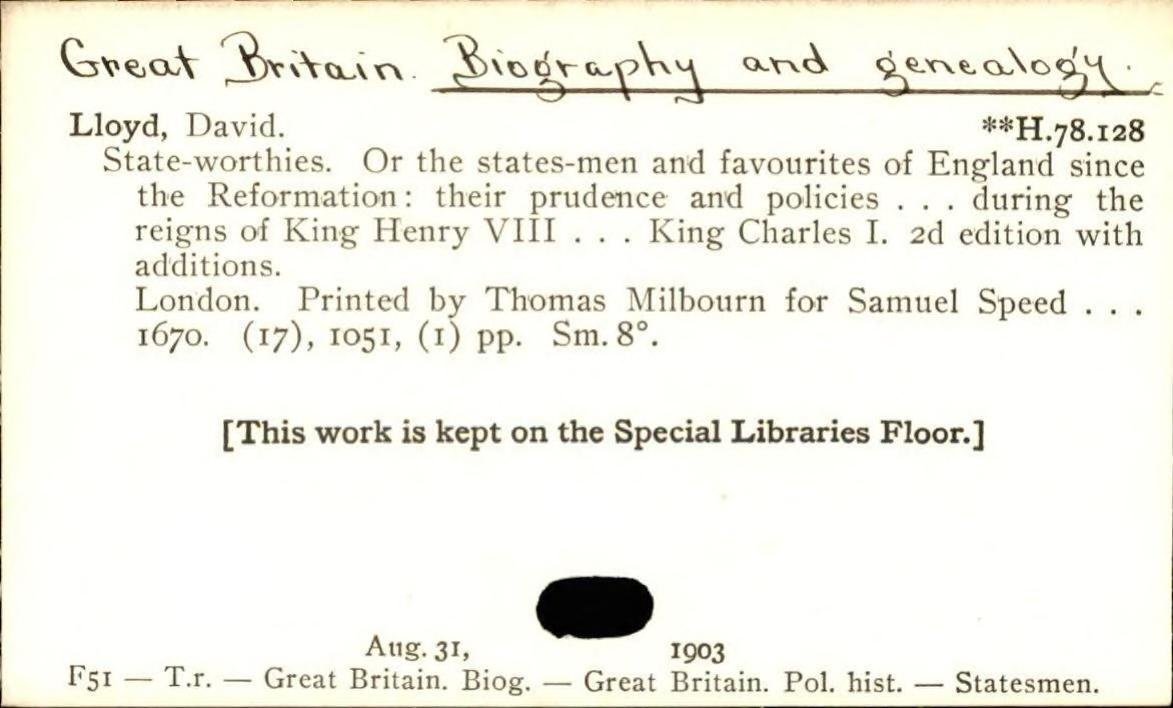 Great Britain. Biography and genealogy.
Lloyd, David. **H.78.128
State-worthies. Or the states-men and favourites of England since
the Reformation: their prudence and policies . . . during the
reigns of King Henry VIII . . . King Charles I. 2d edition with
additions.
London. Printed by Thomas Milbourn for Samuel Speed . . .
1670. (17), 1051, (1) pp. Sm. 8°.
[This work is kept on the Special Libraries Floor.]
Aug. 31, 1903
F51 — T.r. — Great Britain. Biog. — Great Britain. Pol. hist. — Statesmen.